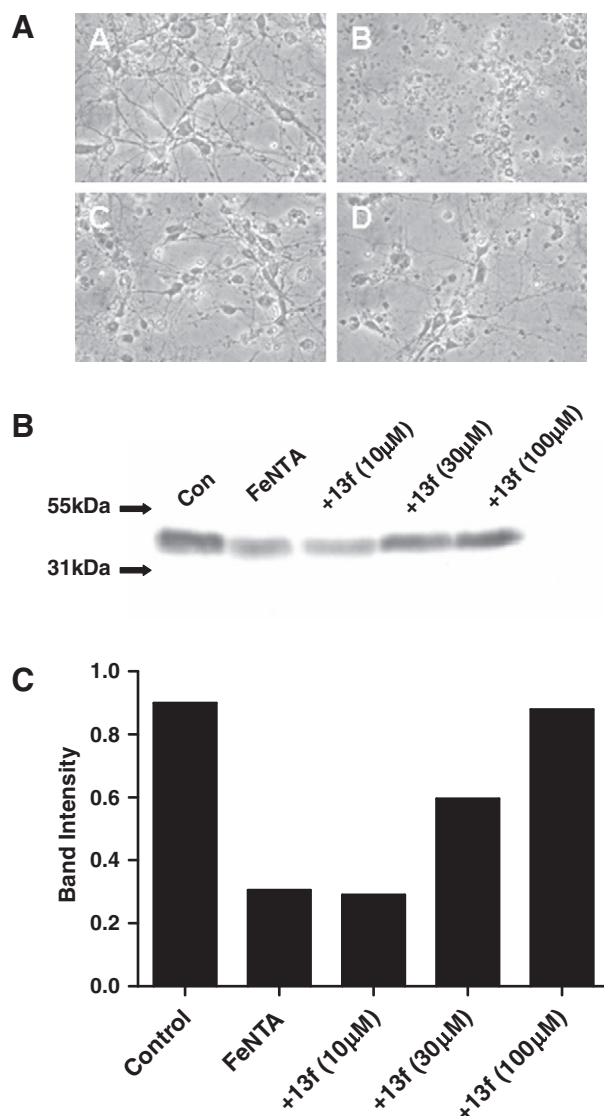 A
A
B
C
D
B
Con
FeNTA
+13f (10μM)
+13f (30μM)
+13f (100μM)
55kDa
31kDa
C
Band Intensity
1.0
0.8
0.6
0.4
0.2
0.0
Control
FeNTA
+13f (10μM)
+13f (30μM)
+13f (100μM)